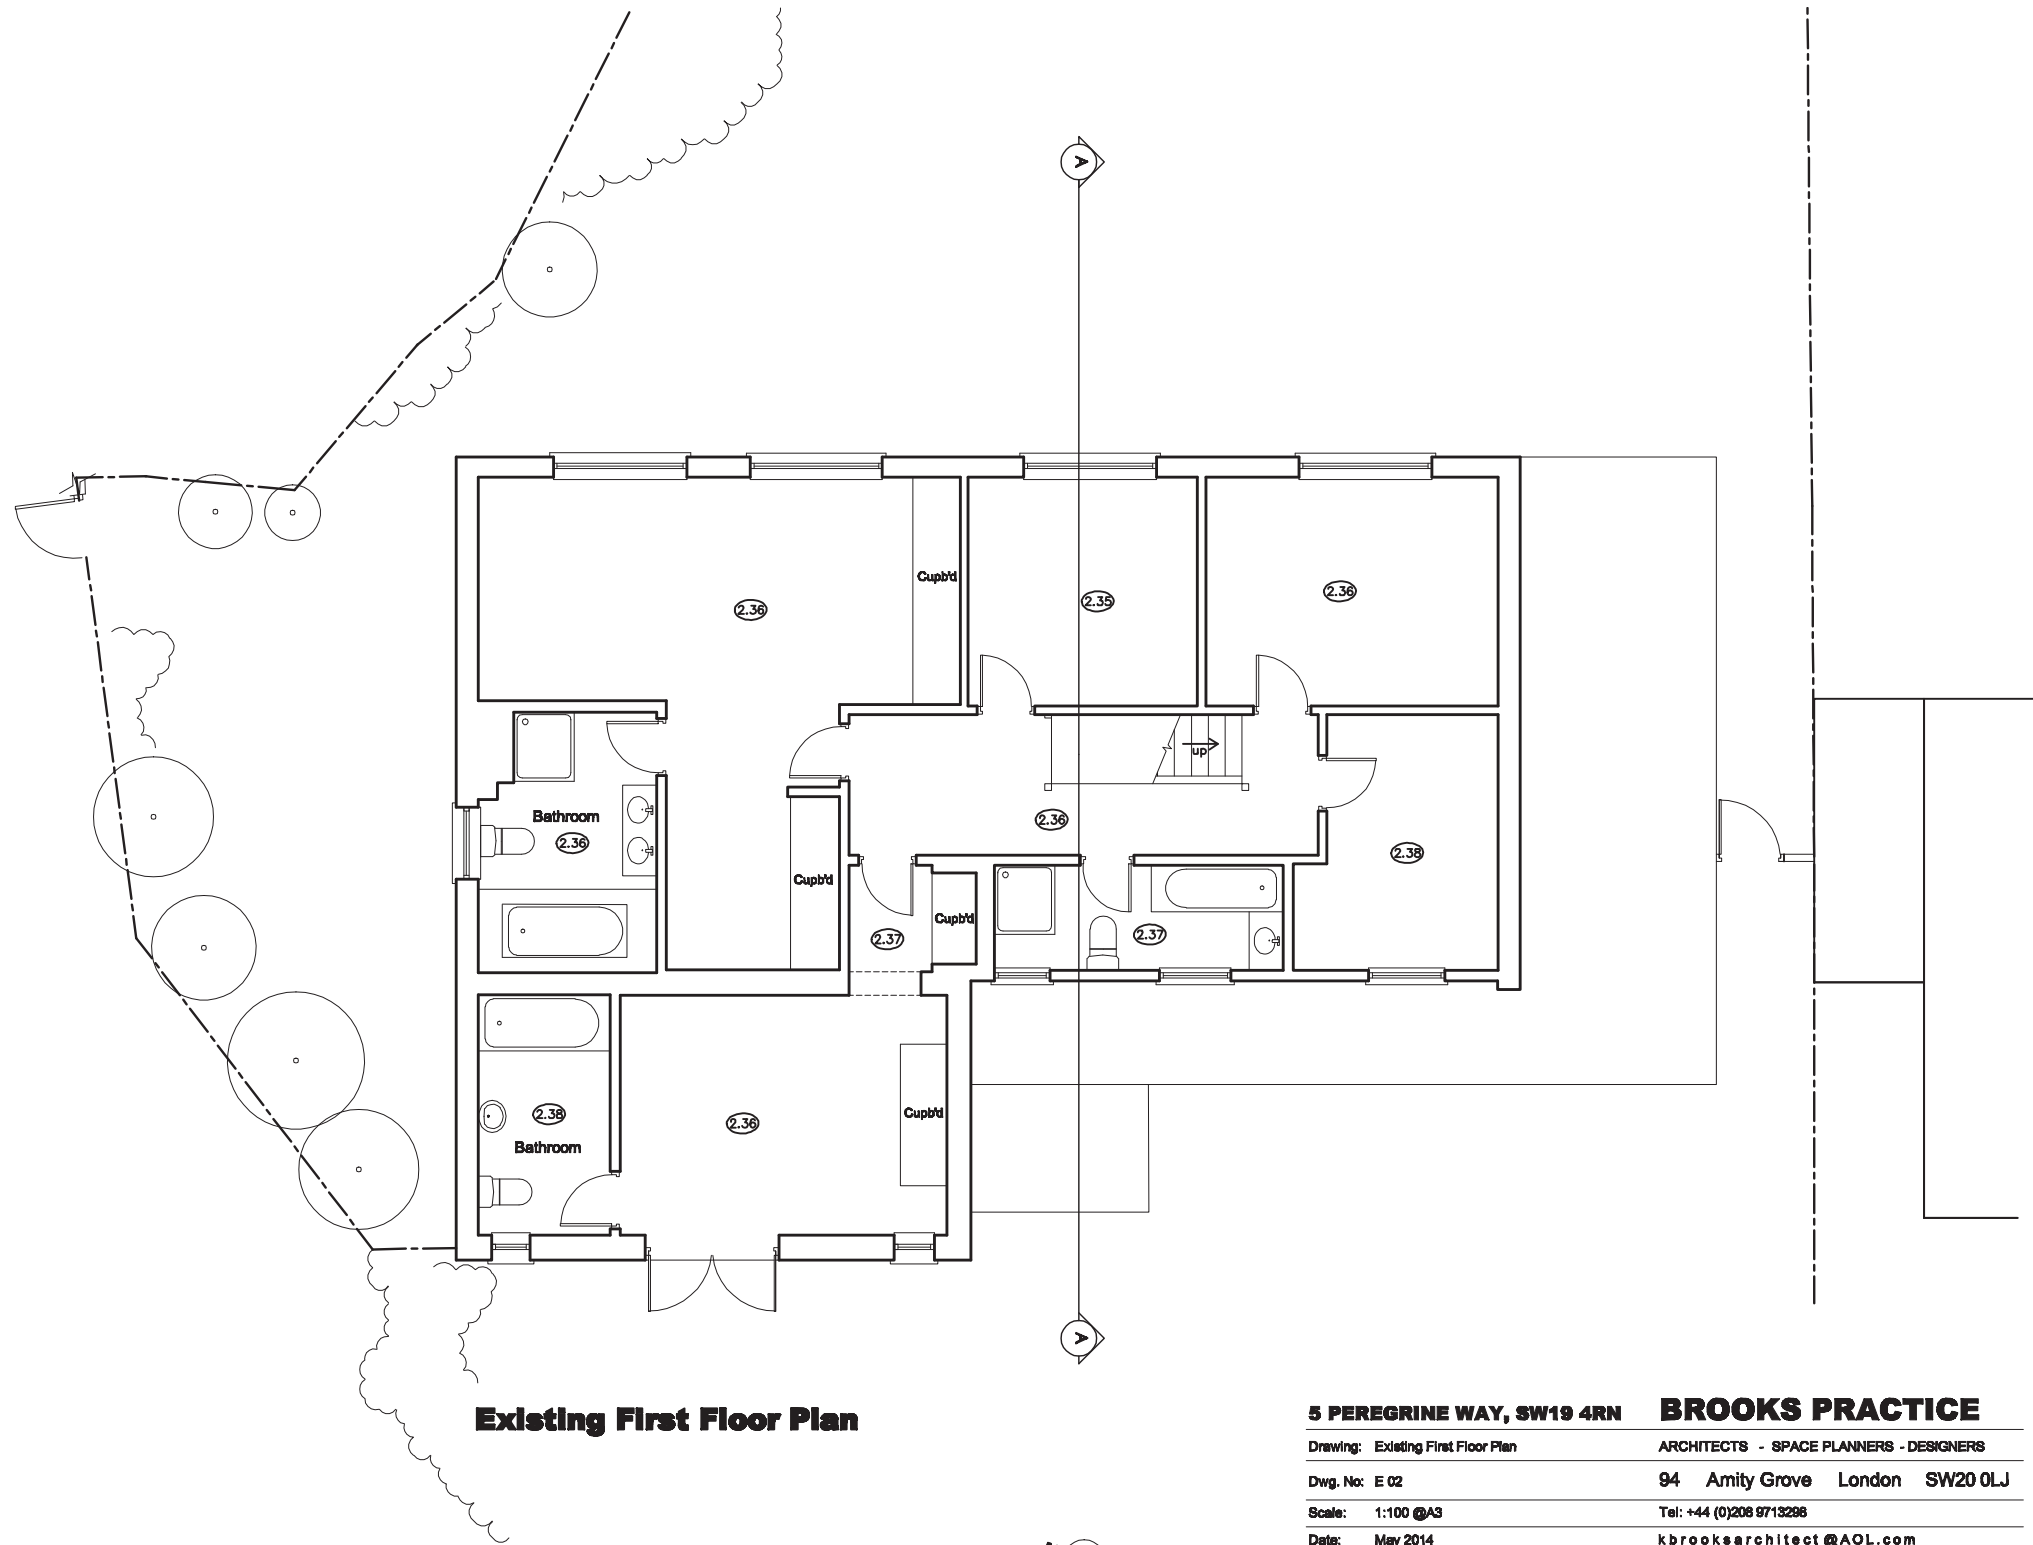 A
Cupb'd
2.36
2.35
2.36
up
Bathroom
2.36
2.36
2.38
Cupb'd
Cupb'd
2.37
2.37
2.38
2.36
Cupb'd
Bathroom
A
Existing First Floor Plan
5 PEREGRINE WAY, SW19 4RN
BROOKS PRACTICE
Drawing: Existing First Floor Plan
ARCHITECTS - SPACE PLANNERS - DESIGNERS
Dwg. No: E 02
94 Amity Grove London SW20 0LJ
Scale: 1:100 @A3
Tel: +44 (0)208 9713298
Date: May 2014
kbrooksarchitect@AOL.com